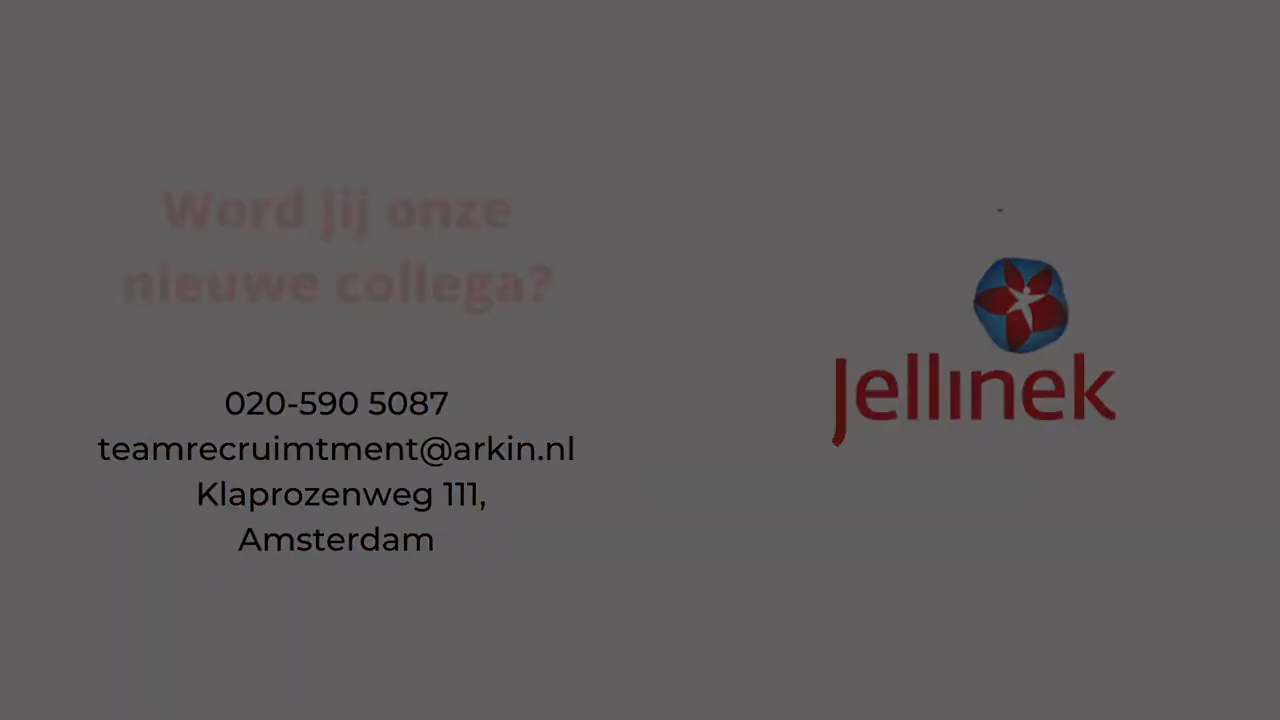 Word jij onze
nieuwe collega?
020-590 5087
teamrecruimtment@arkin.nl
Klaprozenweg 111,
Amsterdam
Jellinek